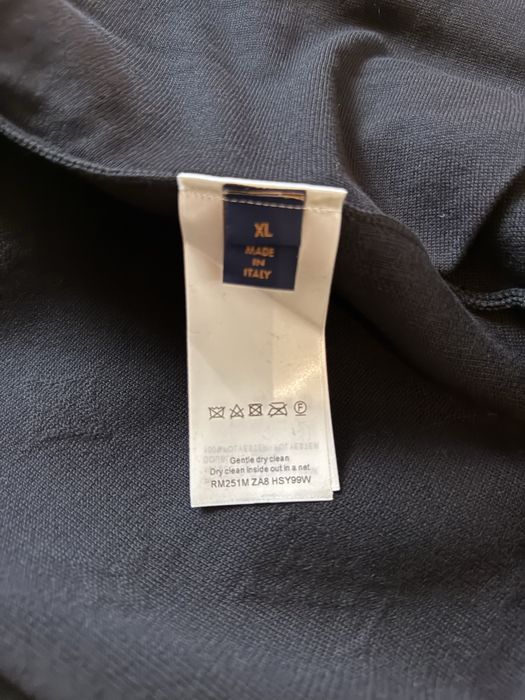 XL
MADE
IN
ITALY
Gentle dry clean
Dry clean inside out in a net
RM251M ZA8 HSY99W